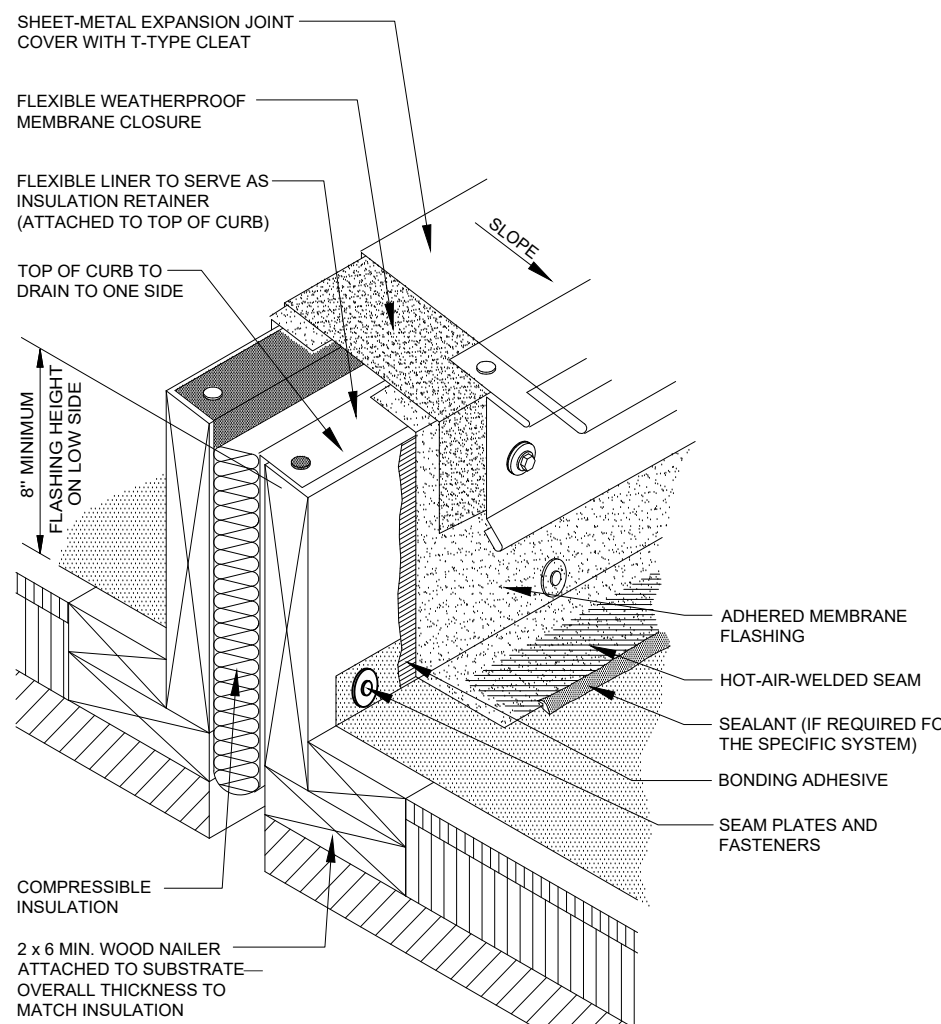 SHEET-METAL EXPANSION JOINT
COVER WITH T-TYPE CLEAT
FLEXIBLE WEATHERPROOF
MEMBRANE CLOSURE
FLEXIBLE LINER TO SERVE AS
INSULATION RETAINER
(ATTACHED TO TOP OF CURB)
TOP OF CURB TO
DRAIN TO ONE SIDE
SLOPE
8" MINIMUM
FLASHING HEIGHT
ON LOW SIDE
ADHERED MEMBRANE
FLASHING
HOT-AIR-WELDED SEAM
SEALANT (IF REQUIRED FO
THE SPECIFIC SYSTEM)
BONDING ADHESIVE
SEAM PLATES AND
FASTENERS
COMPRESSIBLE
INSULATION
2 x 6 MIN. WOOD NAILER
ATTACHED TO SUBSTRATE
OVERALL THICKNESS TO
MATCH INSULATION